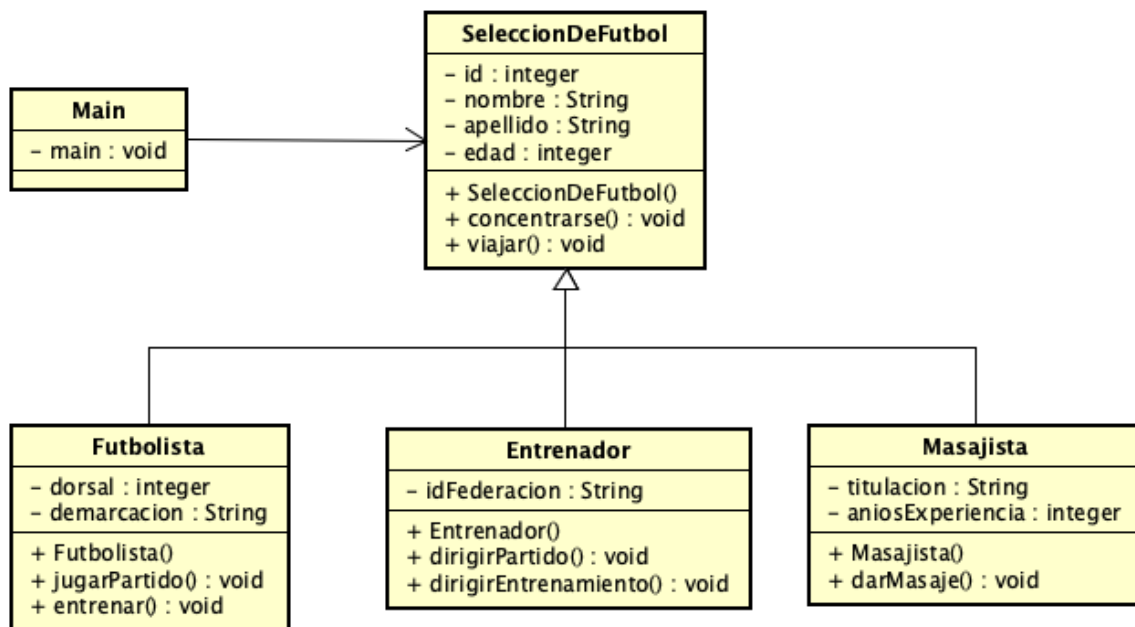 SeleccionDeFutbol
- id : integer
- nombre : String
- apellido : String
- edad : integer
+ SeleccionDeFutbol()
+ concentrarse() : void
+ viajar() : void
Main
- main : void
Futbolista
- dorsal : integer
- demarcacion : String
+ Futbolista()
+ jugarPartido() : void
+ entrenar() : void
Entrenador
- idFederacion : String
+ Entrenador()
+ dirigirPartido() : void
+ dirigirEntrenamiento() : void
Masajista
- titulacion : String
- aniosExperiencia : integer
+ Masajista()
+ darMasaje() : void